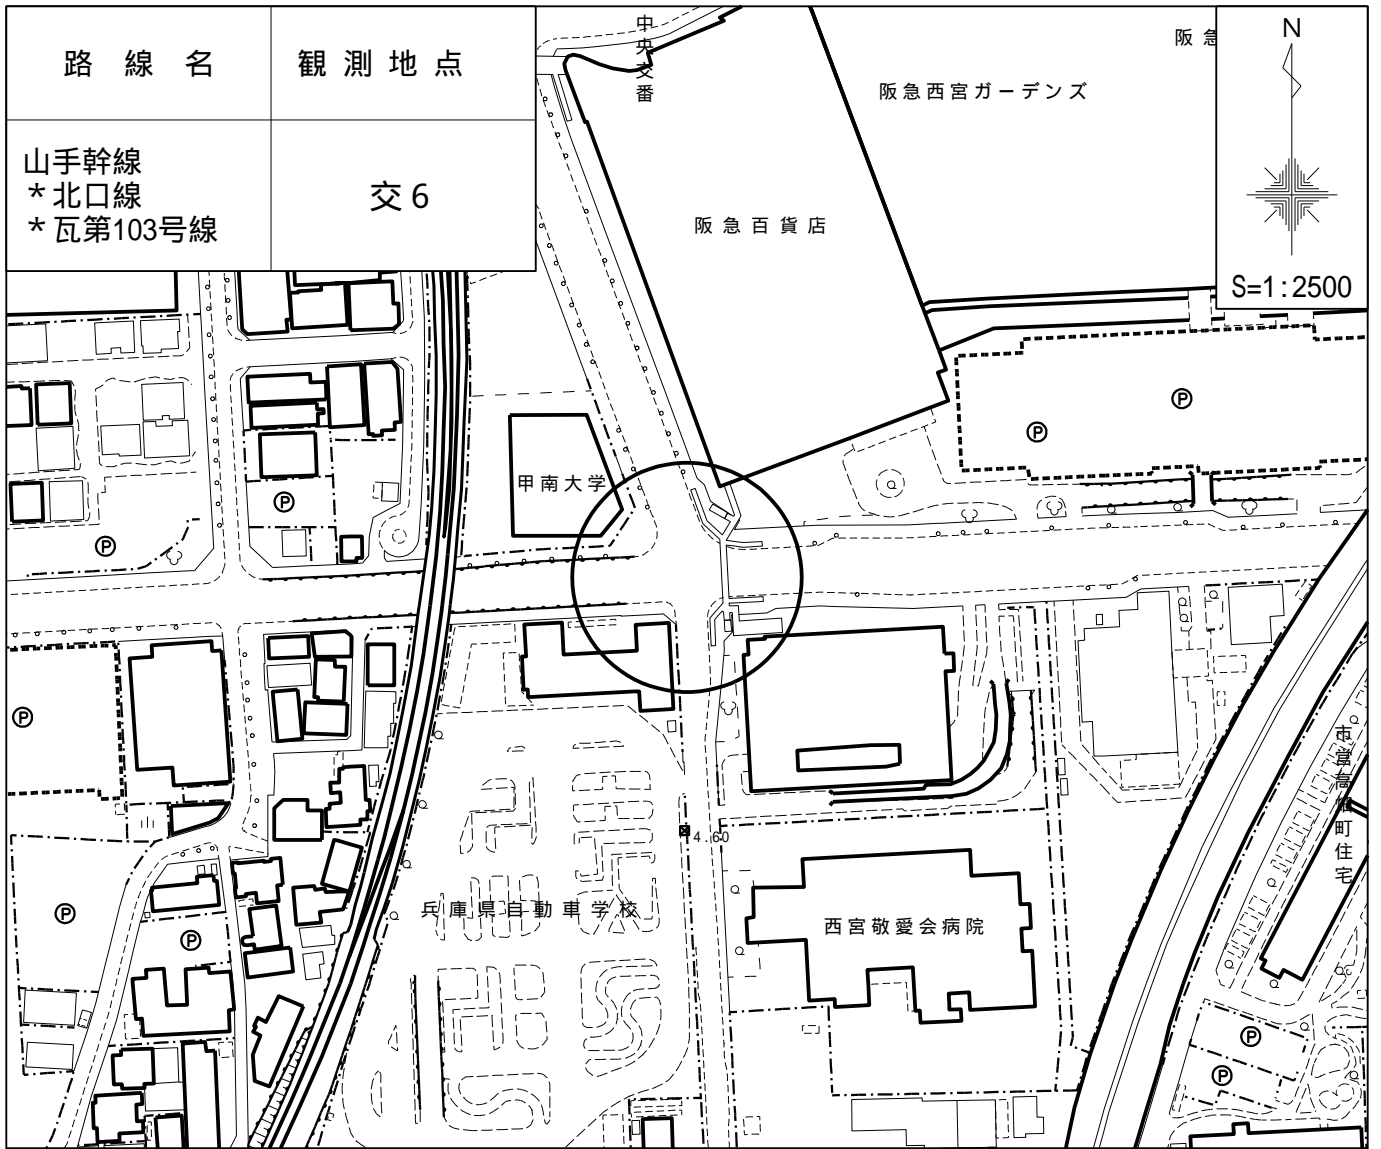 路線名
観測地点
山手幹線
*北口線
*瓦第103号線
交6
中央交番
阪急
阪急西宮ガーデンズ
N
S=1:2500
阪急百貨店
P
P
甲南大学
P
P
P
市営高畑町住宅
4.60
兵庫県自動車学校
西宮敬愛会病院
P
P
P
P